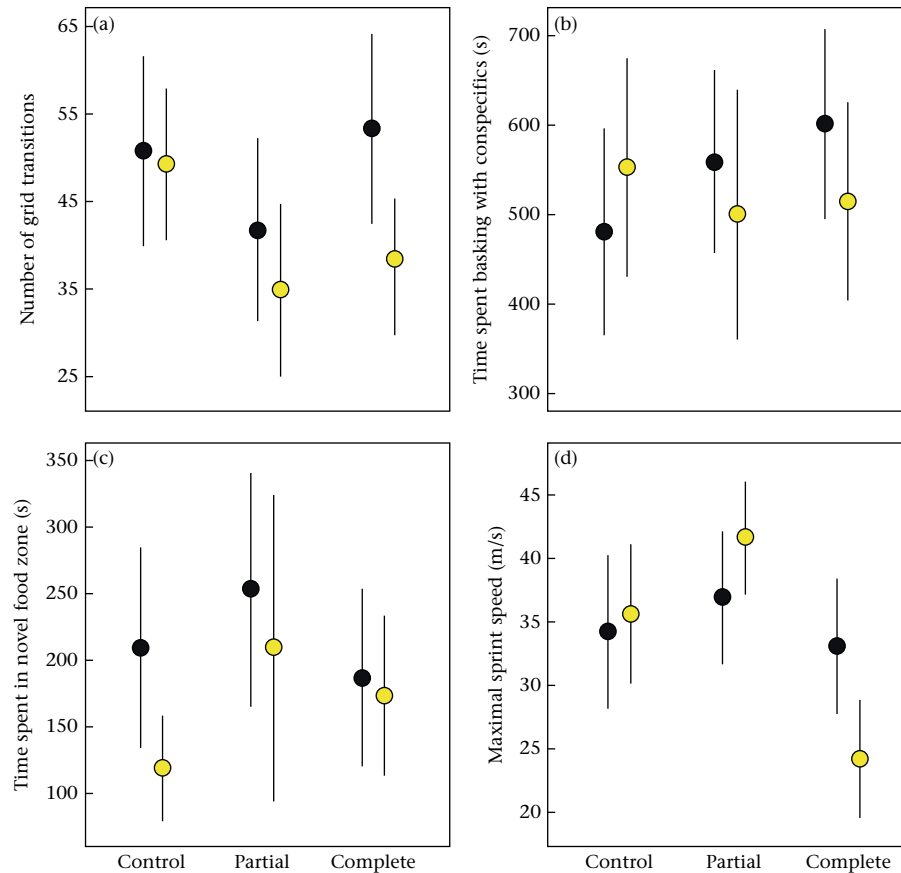 (a)
Number of grid transitions
65
55
45
35
25
(b)
Time spent basking with conspecifics (s)
700
600
500
400
300
(c)
Time spent in novel food zone (s)
350
300
250
200
150
100
Control Partial Complete
(d)
Maximal sprint speed (m/s)
45
40
35
30
25
20
Control Partial Complete